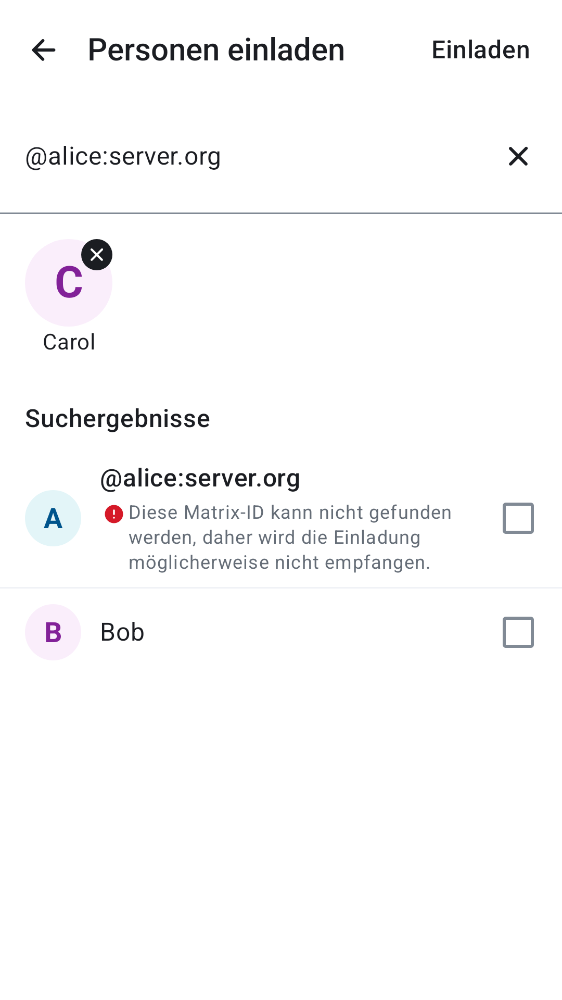 Personen einladen Einladen
@alice:server.org
C
Carol
Suchergebnisse
@alice:server.org
A
Diese Matrix-ID kann nicht gefunden
werden, daher wird die Einladung
möglicherweise nicht empfangen.
B Bob